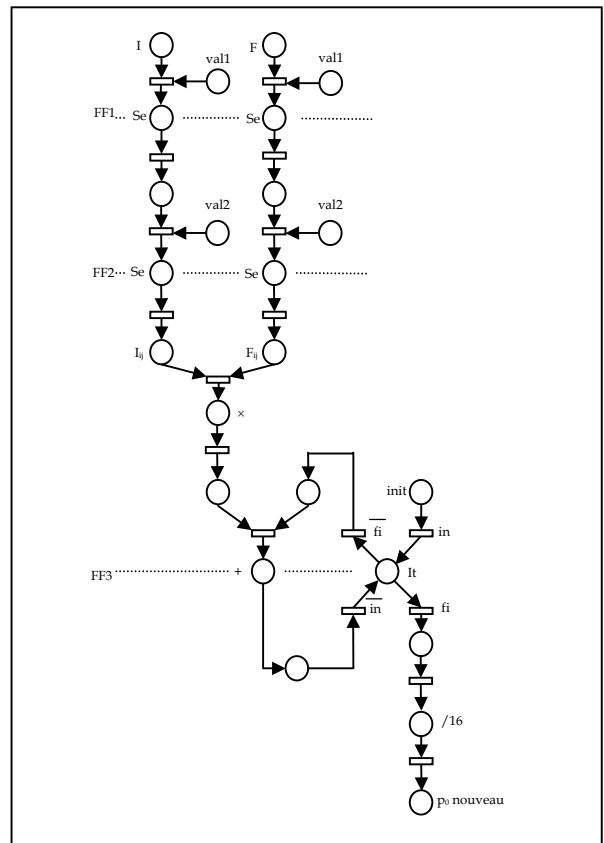 I F
val1 val1
FF1 Se Se
val2 val2
FF2 Se Se
Iij Fij
×
init
fi in
FF3 + It
in fi
/16
p0 nouveau